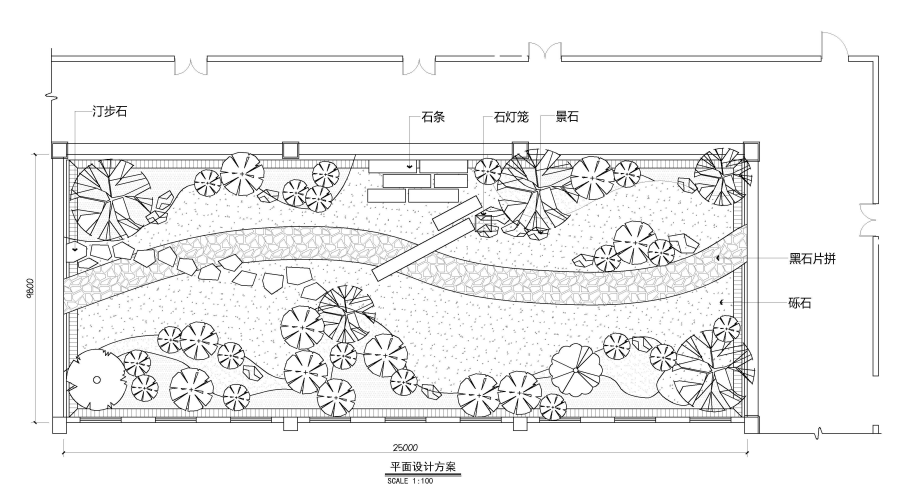 汀步石
石条
石灯笼
景石
黑石片拼
砾石
9800
25000
平面设计方案
SCALE 1:100